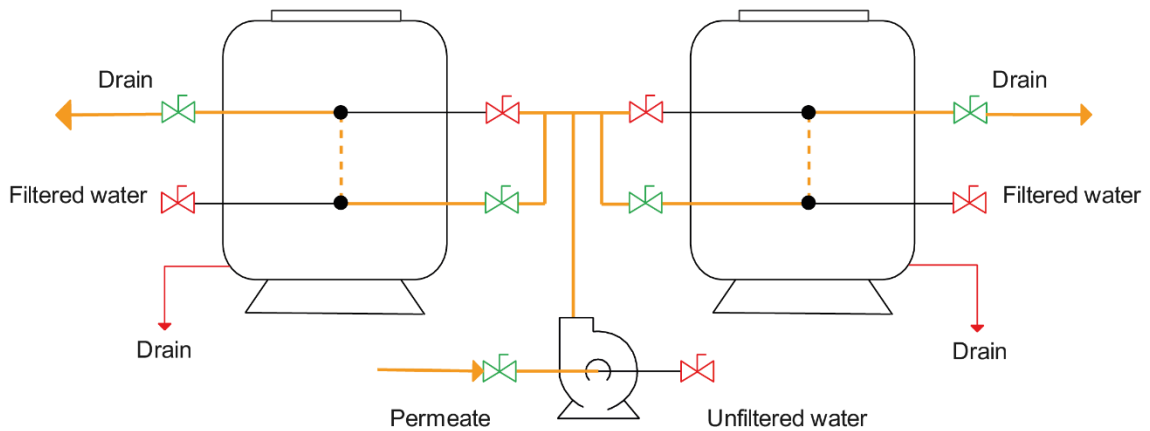 Drain
Drain
Filtered water
Filtered water
Drain
Drain
Permeate
Unfiltered water